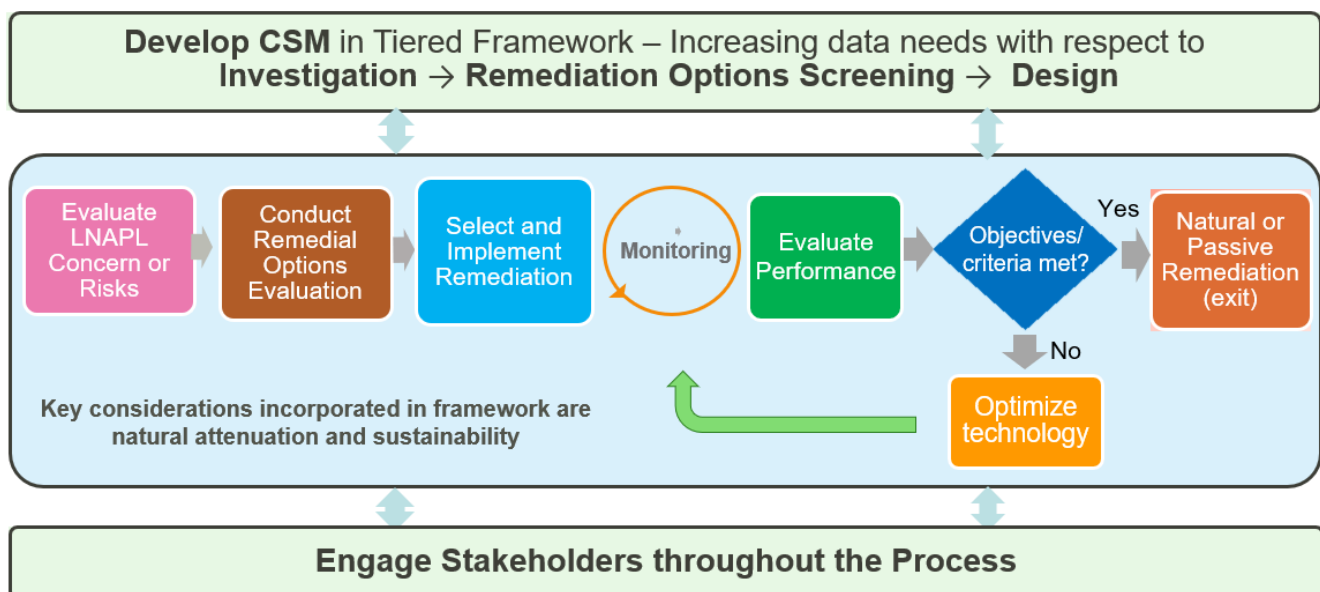 Develop CSM in Tiered Framework – Increasing data needs with respect to
Investigation → Remediation Options Screening → Design
Evaluate
LNAPL
Concern or
Risks
Conduct
Remedial
Options
Evaluation
Select and
Implement
Remediation
Monitoring
Evaluate
Performance
Objectives/
criteria met?
Yes
Natural or
Passive
Remediation
(exit)
No
Optimize
technology
Key considerations incorporated in framework are
natural attenuation and sustainability
Engage Stakeholders throughout the Process